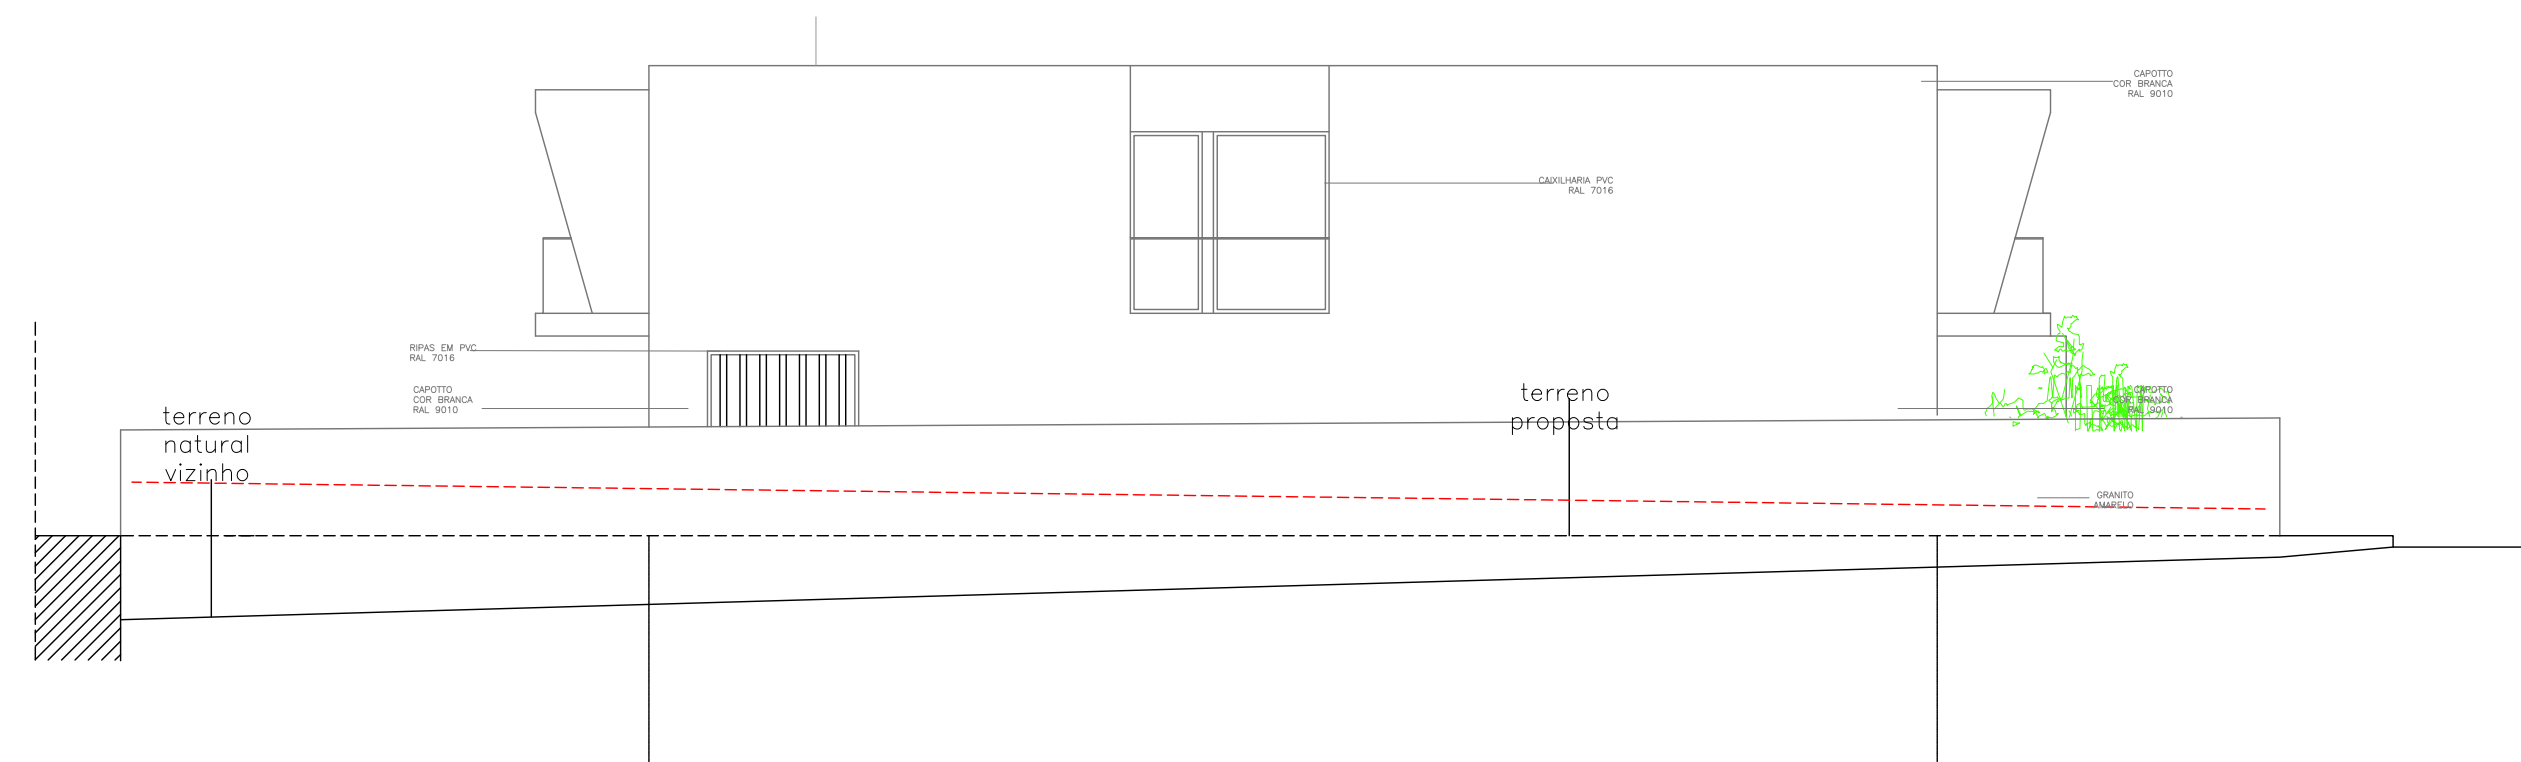 CAPOTTO
COR BRANCA
RAL 9010
CAIXILHARIA PVC
RAL 7016
RIPAS EM PVC
RAL 7016
CAPOTTO
COR BRANCA
RAL 9010
terreno
proposta
CAPOTTO
COR BRANCA
RAL 9010
terreno
natural
vizinho
GRANITO
AMARELO